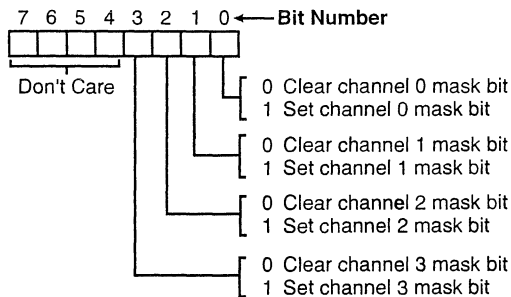 7 6 5 4 3 2 1 0 Bit Number
Don't Care
0 Clear channel 0 mask bit
1 Set channel 0 mask bit
0 Clear channel 1 mask bit
1 Set channel 1 mask bit
0 Clear channel 2 mask bit
1 Set channel 2 mask bit
0 Clear channel 3 mask bit
1 Set channel 3 mask bit